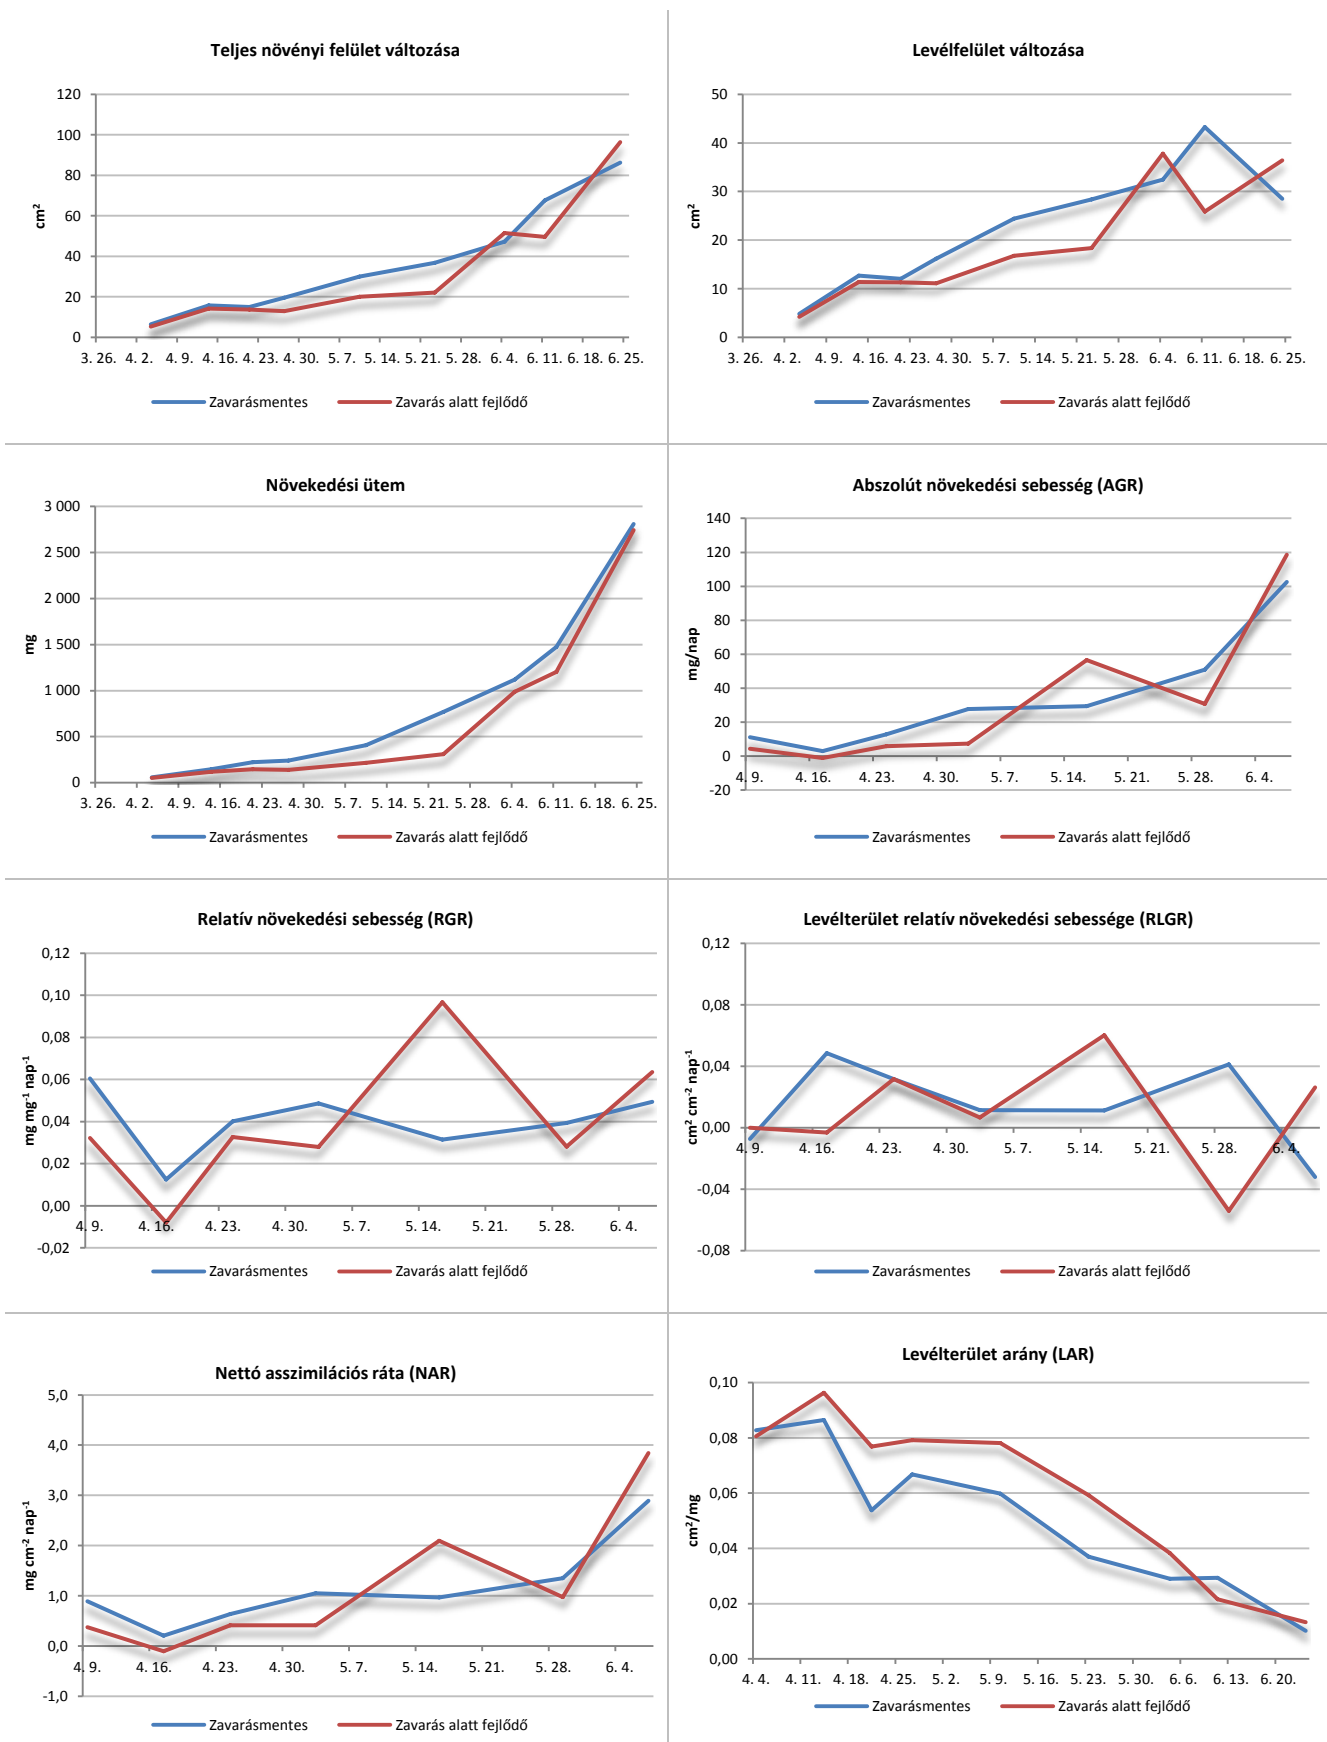 Teljes növényi felület változása
120
100
80
60
40
20
0
cm²
3. 26. 4. 2. 4. 9. 4. 16. 4. 23. 4. 30. 5. 7. 5. 14. 5. 21. 5. 28. 6. 4. 6. 11. 6. 18. 6. 25.
Zavarásmentes Zavarás alatt fejlődő
Levélfelület változása
50
40
30
20
10
0
cm²
3. 26. 4. 2. 4. 9. 4. 16. 4. 23. 4. 30. 5. 7. 5. 14. 5. 21. 5. 28. 6. 4. 6. 11. 6. 18. 6. 25.
Zavarásmentes Zavarás alatt fejlődő
Növekedési ütem
3 000
2 500
2 000
1 500
1 000
500
0
mg
3. 26. 4. 2. 4. 9. 4. 16. 4. 23. 4. 30. 5. 7. 5. 14. 5. 21. 5. 28. 6. 4. 6. 11. 6. 18. 6. 25.
Zavarásmentes Zavarás alatt fejlődő
Abszolút növekedési sebesség (AGR)
140
120
100
80
60
40
20
0
-20
mg/nap
4. 9. 4. 16. 4. 23. 4. 30. 5. 7. 5. 14. 5. 21. 5. 28. 6. 4.
Zavarásmentes Zavarás alatt fejlődő
Relatív növekedési sebesség (RGR)
0,12
0,10
0,08
0,06
0,04
0,02
0,00
-0,02
mg mg⁻¹ nap⁻¹
4. 9. 4. 16. 4. 23. 4. 30. 5. 7. 5. 14. 5. 21. 5. 28. 6. 4.
Zavarásmentes Zavarás alatt fejlődő
Levélterület relatív növekedési sebessége (RLGR)
0,12
0,08
0,04
0,00
-0,04
-0,08
cm² cm⁻² nap⁻¹
4. 9. 4. 16. 4. 23. 4. 30. 5. 7. 5. 14. 5. 21. 5. 28. 6. 4.
Zavarásmentes Zavarás alatt fejlődő
Nettó asszimilációs ráta (NAR)
5,0
4,0
3,0
2,0
1,0
0,0
-1,0
mg cm⁻² nap⁻¹
4. 9. 4. 16. 4. 23. 4. 30. 5. 7. 5. 14. 5. 21. 5. 28. 6. 4.
Zavarásmentes Zavarás alatt fejlődő
Levélterület arány (LAR)
0,10
0,08
0,06
0,04
0,02
0,00
cm²/mg
4. 4. 4. 11. 4. 18. 4. 25. 5. 2. 5. 9. 5. 16. 5. 23. 5. 30. 6. 6. 6. 13. 6. 20.
Zavarásmentes Zavarás alatt fejlődő